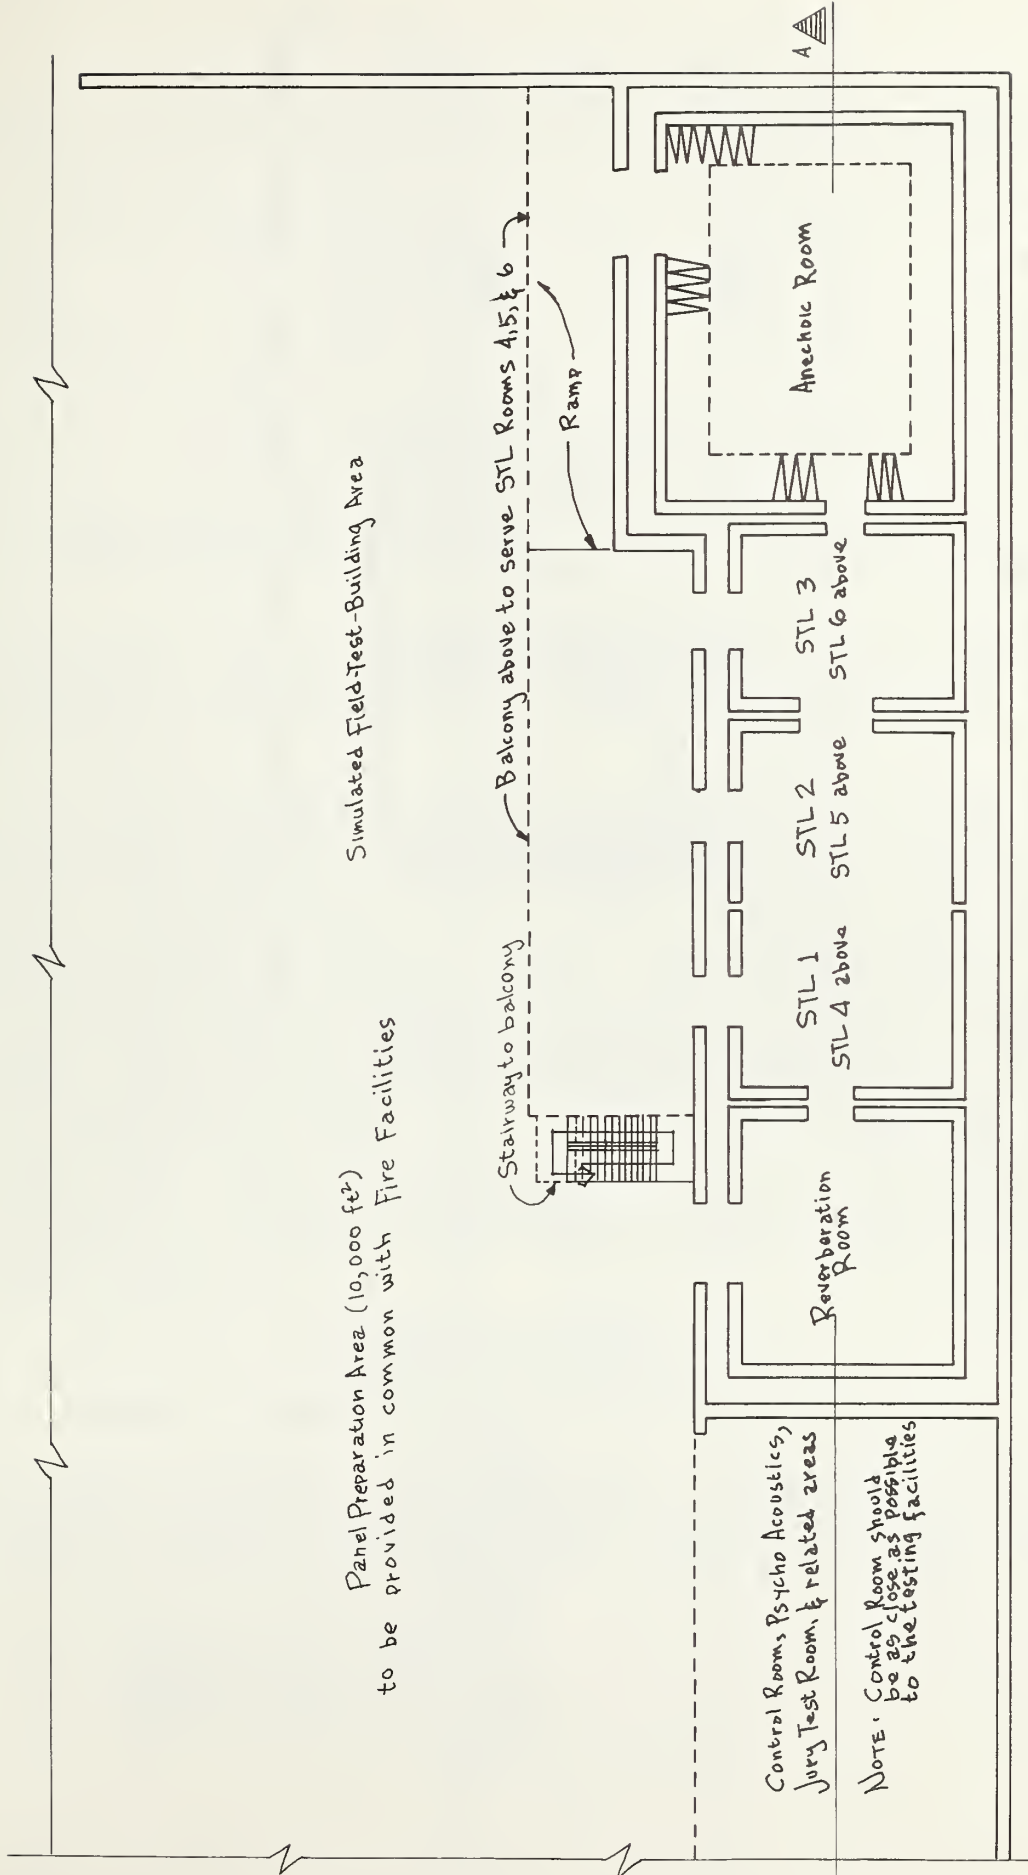 Panel Preparation Area (10,000 ft²)
to be provided in common with Fire Facilities
Simulated Field-Test-Building Area
Stairway to balcony
Balcony above to serve STL Rooms 4,5, & 6
Ramp
Control Room, Psycho Acoustics,
Jury Test Room, & related areas
NOTE: Control Room should
be as close as possible
to the testing facilities
Reverberation
Room
STL 1
STL 4 above
STL 2
STL 5 above
STL 3
STL 6 above
Anechoic Room
A